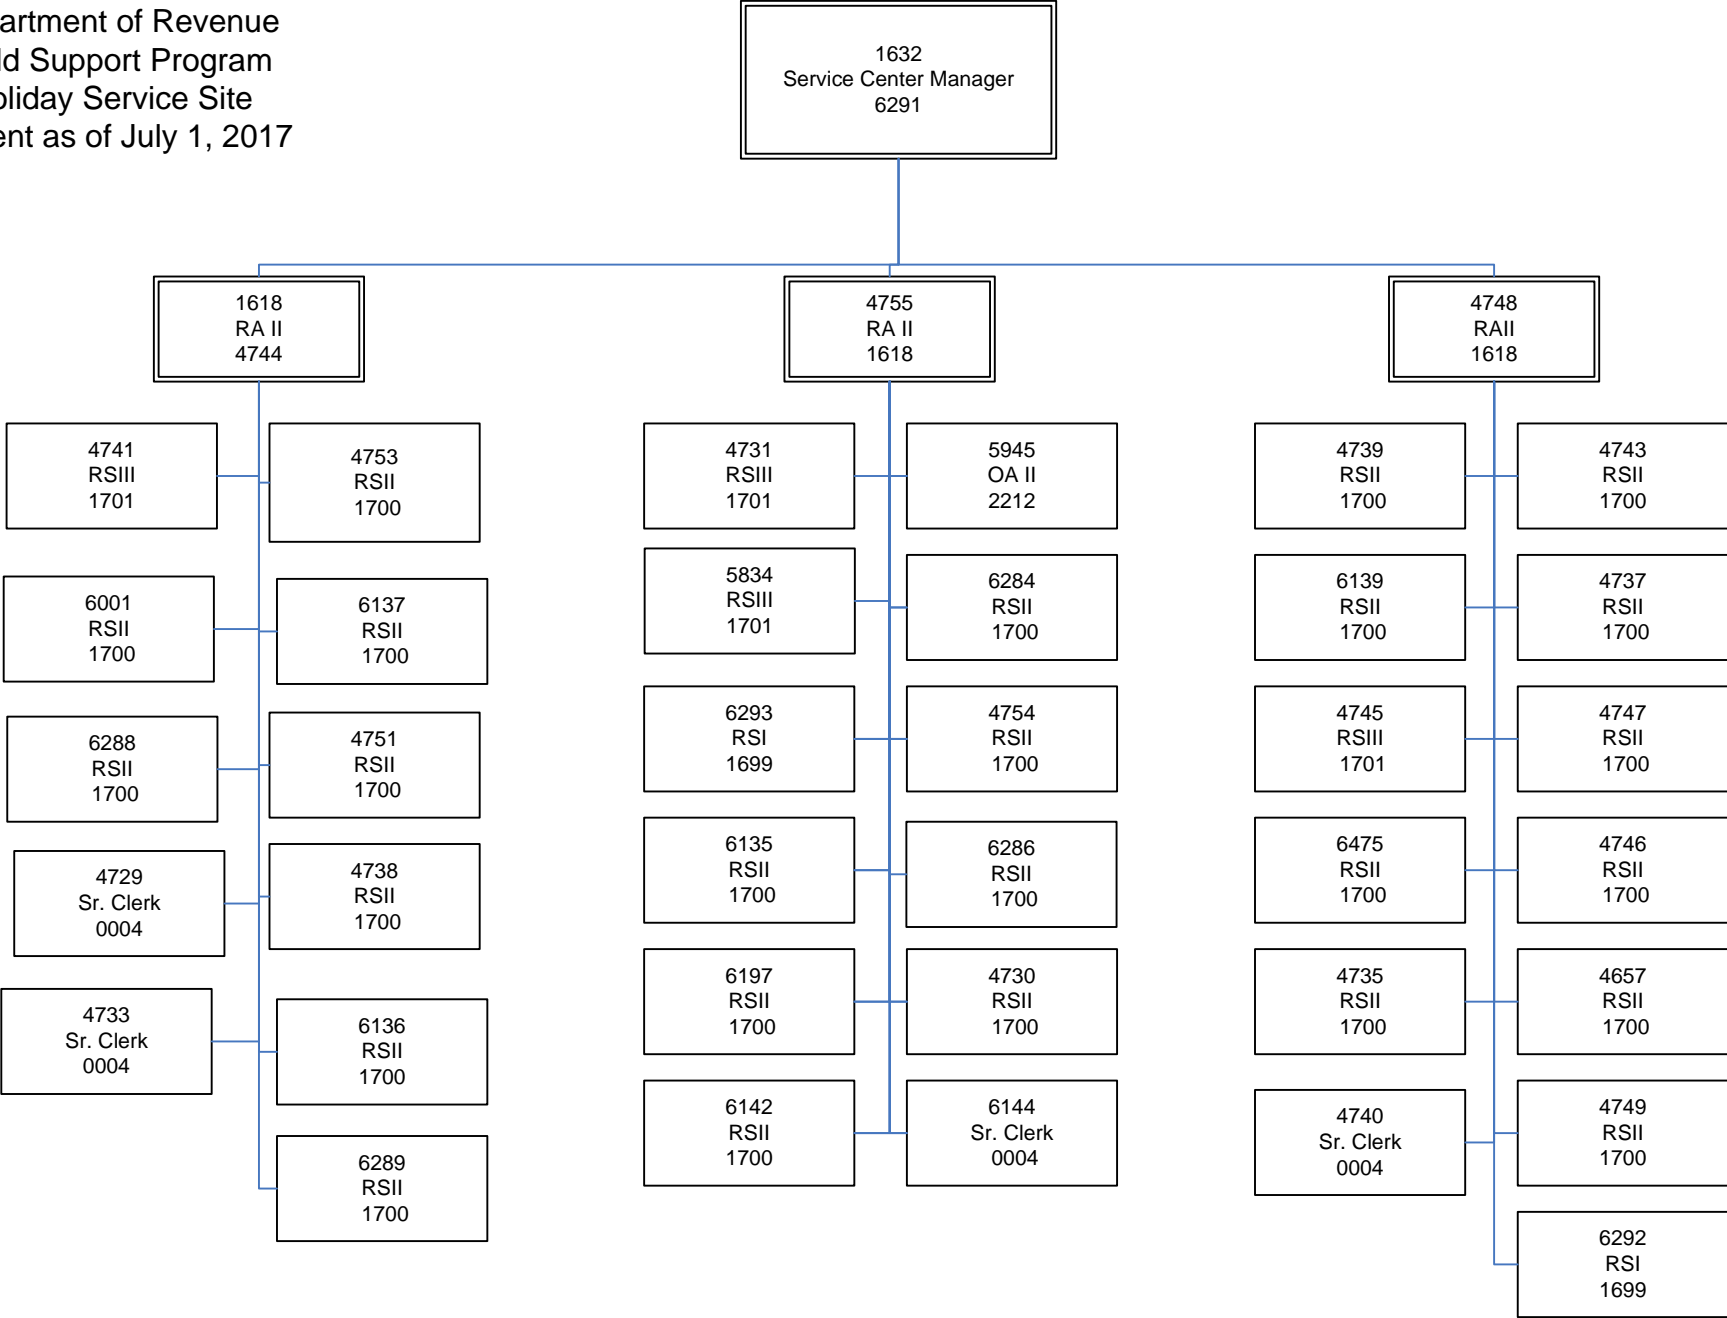 artment of Revenue
ld Support Program
oliday Service Site
ent as of July 1, 2017
1632
Service Center Manager
6291
1618
RA II
4744
4755
RA II
1618
4748
RAII
1618
4741
RSIII
1701
4753
RSII
1700
6001
RSII
1700
6137
RSII
1700
6288
RSII
1700
4751
RSII
1700
4729
Sr. Clerk
0004
4738
RSII
1700
4733
Sr. Clerk
0004
6136
RSII
1700
6289
RSII
1700
4731
RSIII
1701
5945
OA II
2212
5834
RSIII
1701
6284
RSII
1700
6293
RSI
1699
4754
RSII
1700
6135
RSII
1700
6286
RSII
1700
6197
RSII
1700
4730
RSII
1700
6142
RSII
1700
6144
Sr. Clerk
0004
4739
RSII
1700
4743
RSII
1700
6139
RSII
1700
4737
RSII
1700
4745
RSIII
1701
4747
RSII
1700
6475
RSII
1700
4746
RSII
1700
4735
RSII
1700
4657
RSII
1700
4740
Sr. Clerk
0004
4749
RSII
1700
6292
RSI
1699